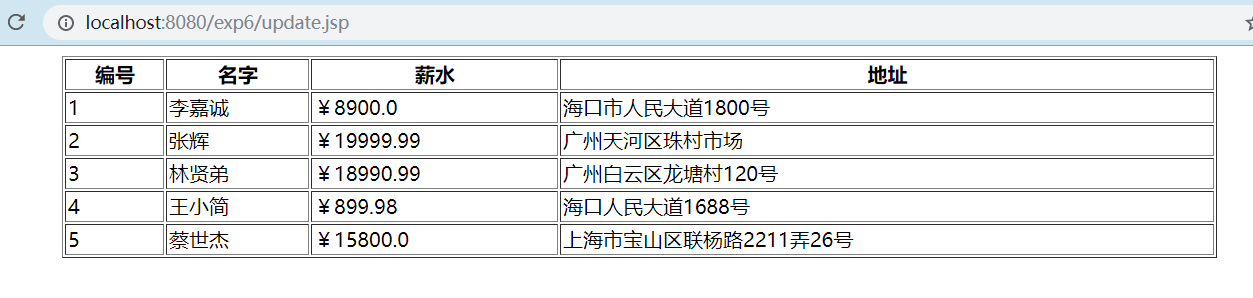 localhost:8080/exp6/update.jsp
编号 名字 薪水 地址
1 李嘉诚 ￥8900.0 海口市人民大道1800号
2 张辉 ￥19999.99 广州天河区珠村市场
3 林贤弟 ￥18990.99 广州白云区龙塘村120号
4 王小简 ￥899.98 海口人民大道1688号
5 蔡世杰 ￥15800.0 上海市宝山区联杨路2211弄26号